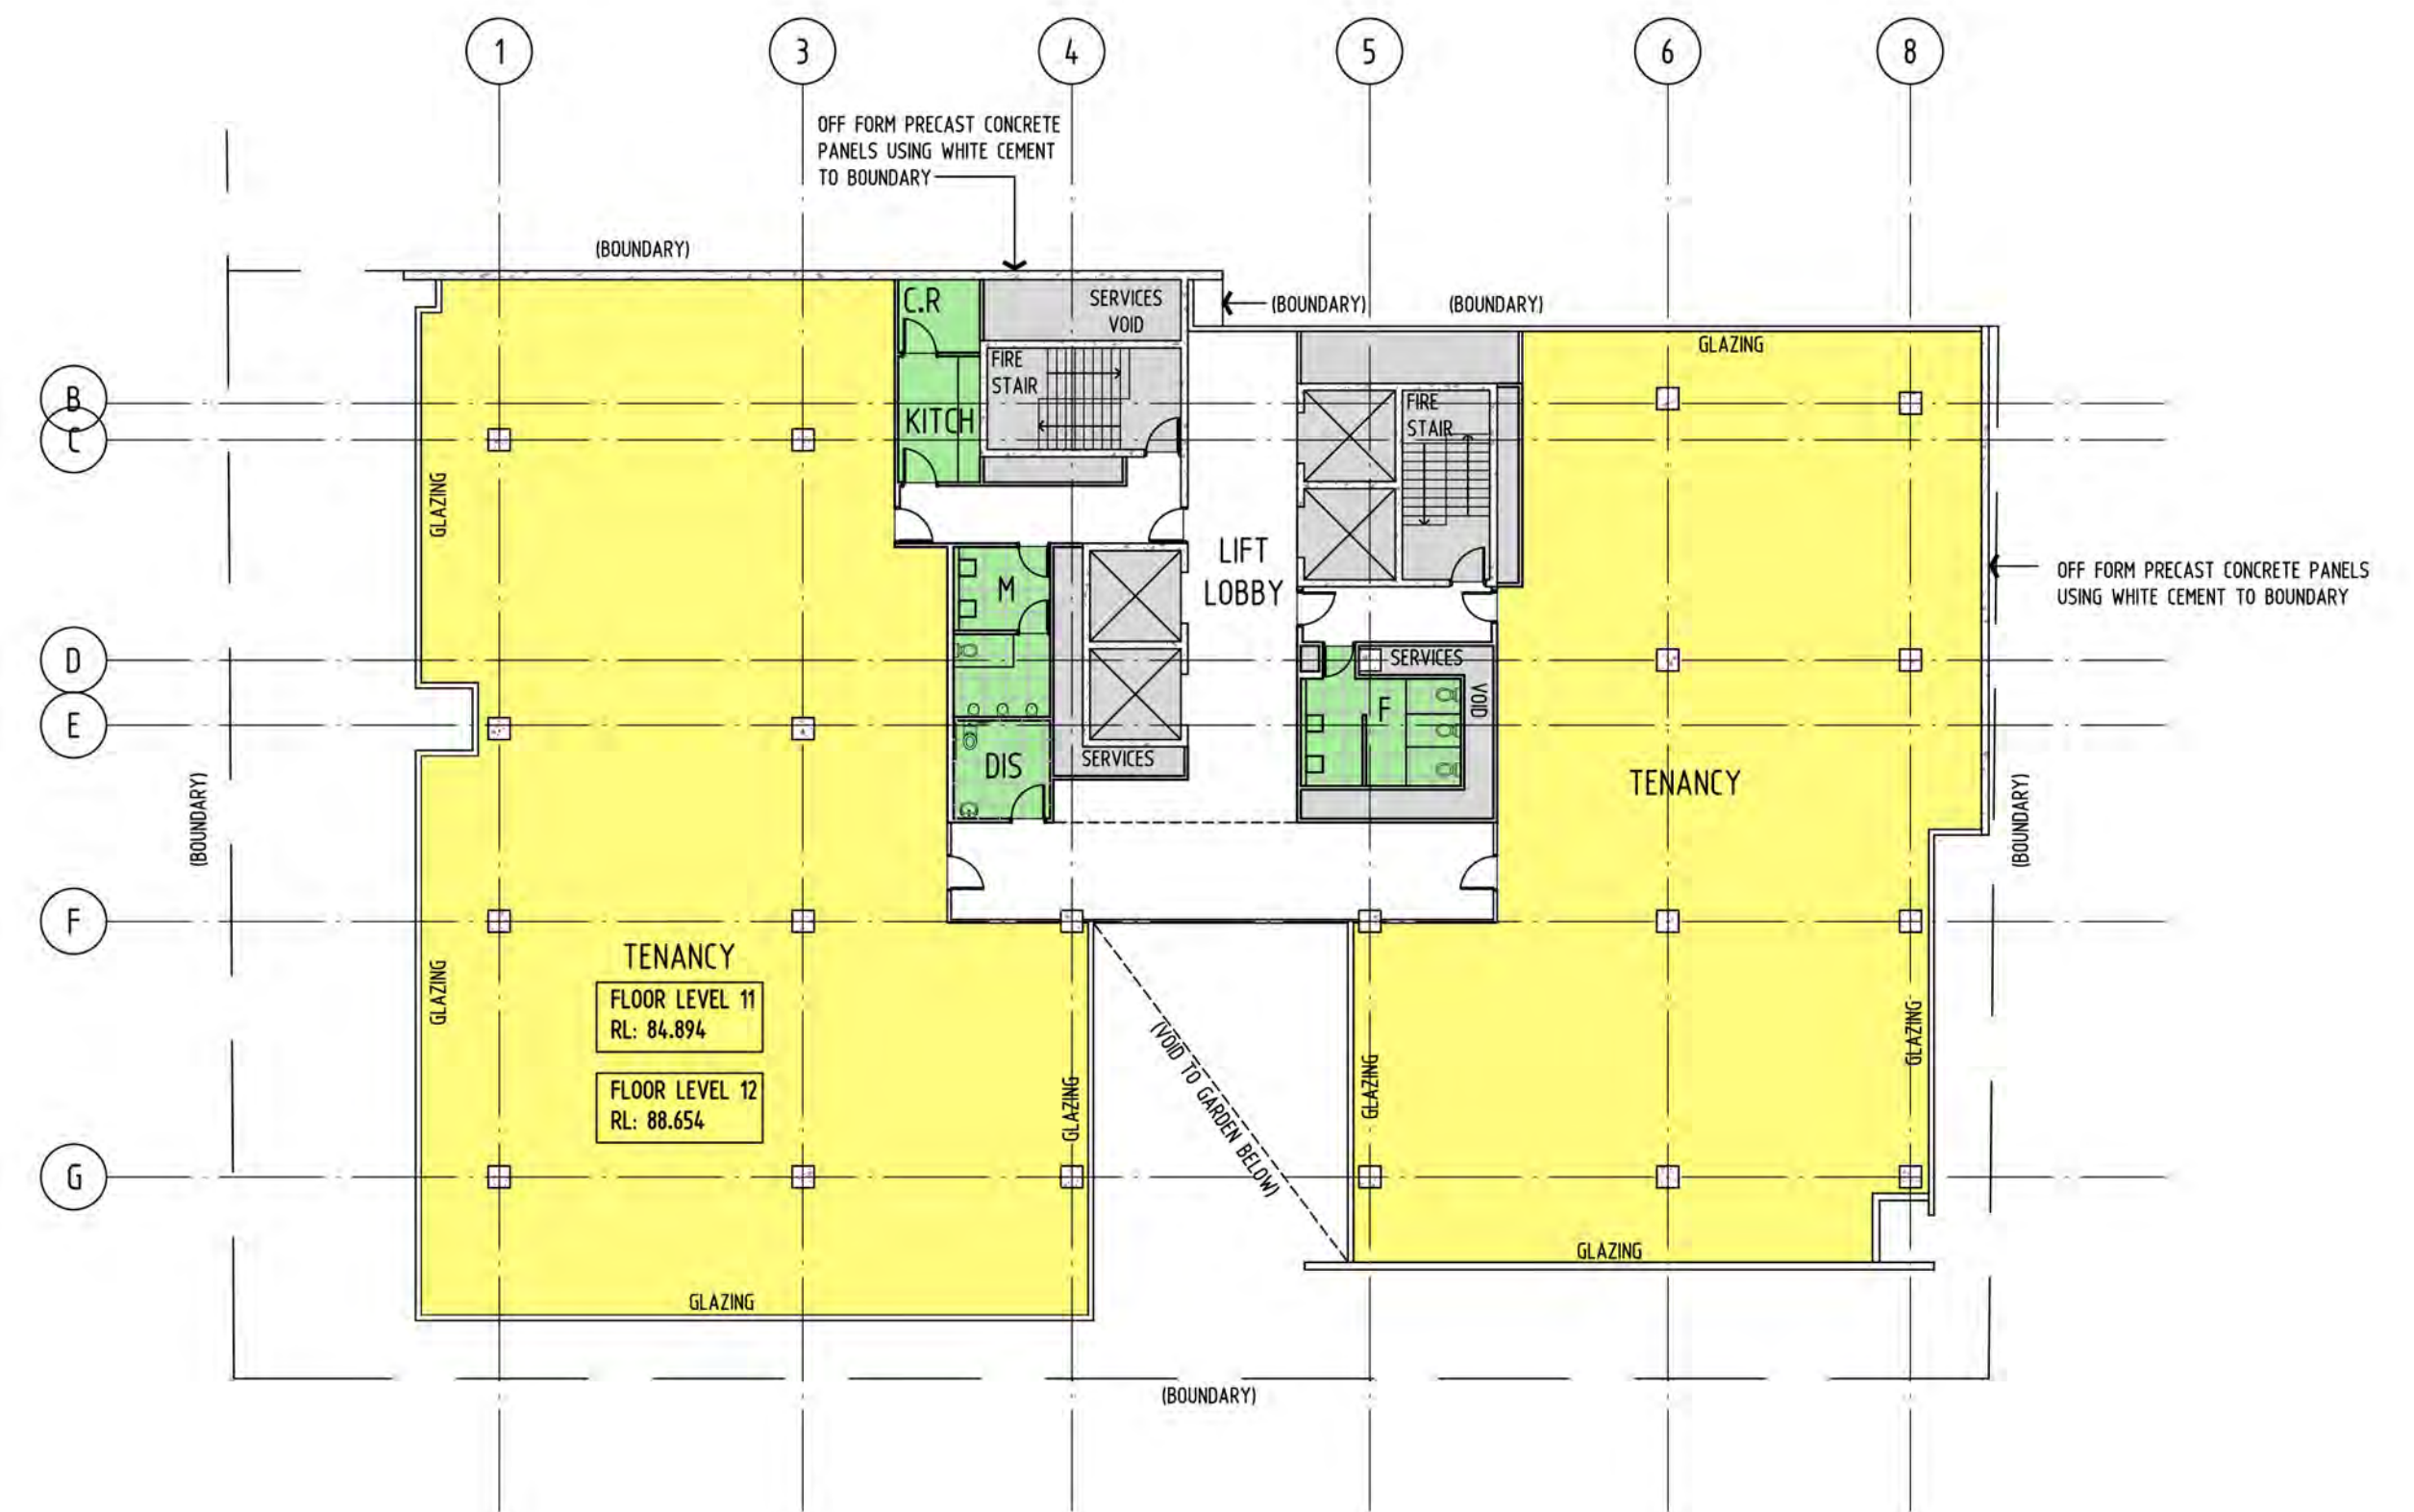 1
3
4
5
6
8
OFF FORM PRECAST CONCRETE
PANELS USING WHITE CEMENT
TO BOUNDARY
(BOUNDARY)
(BOUNDARY)
(BOUNDARY)
C.R
SERVICES
VOID
GLAZING
FIRE
STAIR
B
C
KITCH
FIRE
STAIR
GLAZING
LIFT
LOBBY
M
OFF FORM PRECAST CONCRETE PANELS
USING WHITE CEMENT TO BOUNDARY
D
SERVICES
VOID
E
F
DIS
SERVICES
TENANCY
(BOUNDARY)
(BOUNDARY)
F
TENANCY
FLOOR LEVEL 11
RL: 84.894
GLAZING
GLAZING
FLOOR LEVEL 12
RL: 88.654
GLAZING
GLAZING
(VOID TO GARDEN BELOW)
G
GLAZING
GLAZING
(BOUNDARY)